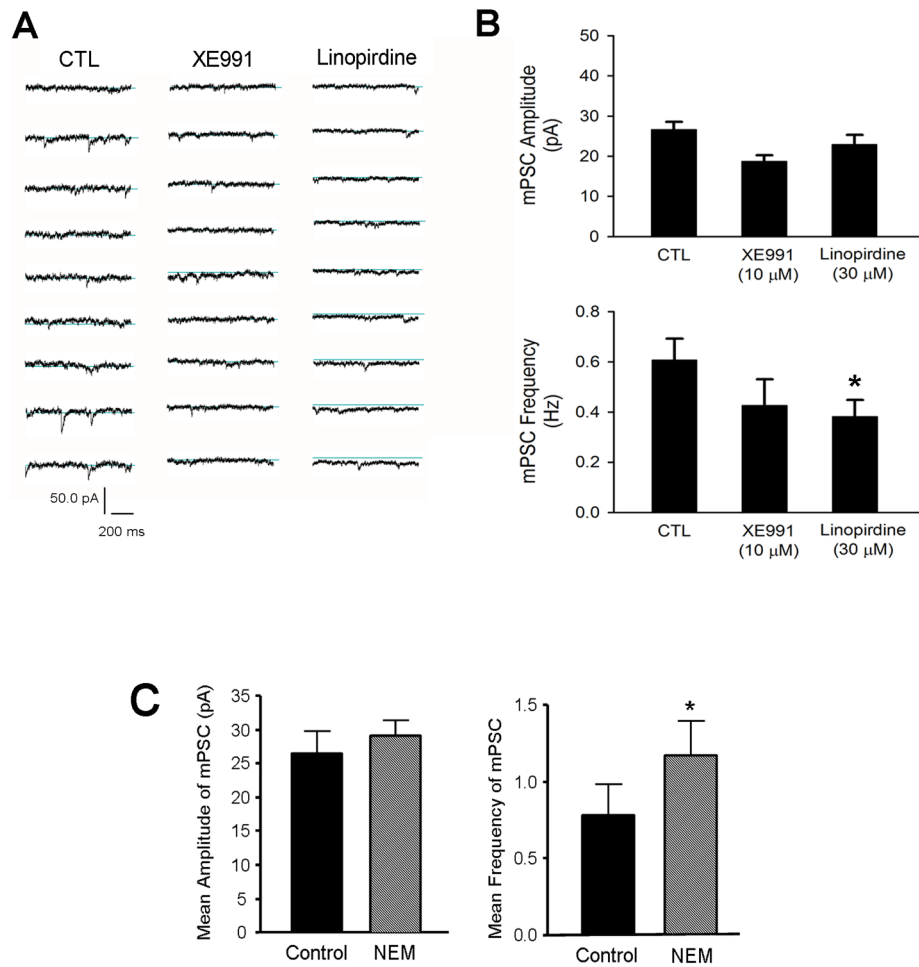 A
CTL XE991 Linopirdine
50.0 pA
200 ms
B
mPSC Amplitude
(pA)
50
40
30
20
10
0
CTL XE991 Linopirdine
(10 μM) (30 μM)
mPSC Frequency
(Hz)
0.8
0.6
0.4
0.2
0.0
*
CTL XE991 Linopirdine
(10 μM) (30 μM)
C
Mean Amplitude of mPSC (pA)
35
30
25
20
15
10
5
0
Control NEM
Mean Frequency of mPSC
1.5
1.0
0.5
0.0
*
Control NEM